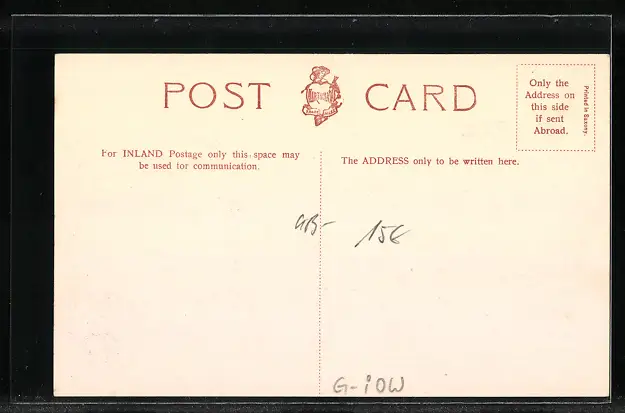 POST CARD
Only the
Address on
this side
if sent
Abroad.
Printed in Saxony.
For INLAND Postage only this space may
be used for communication.
The ADDRESS only to be written here.
15€
G-iOW